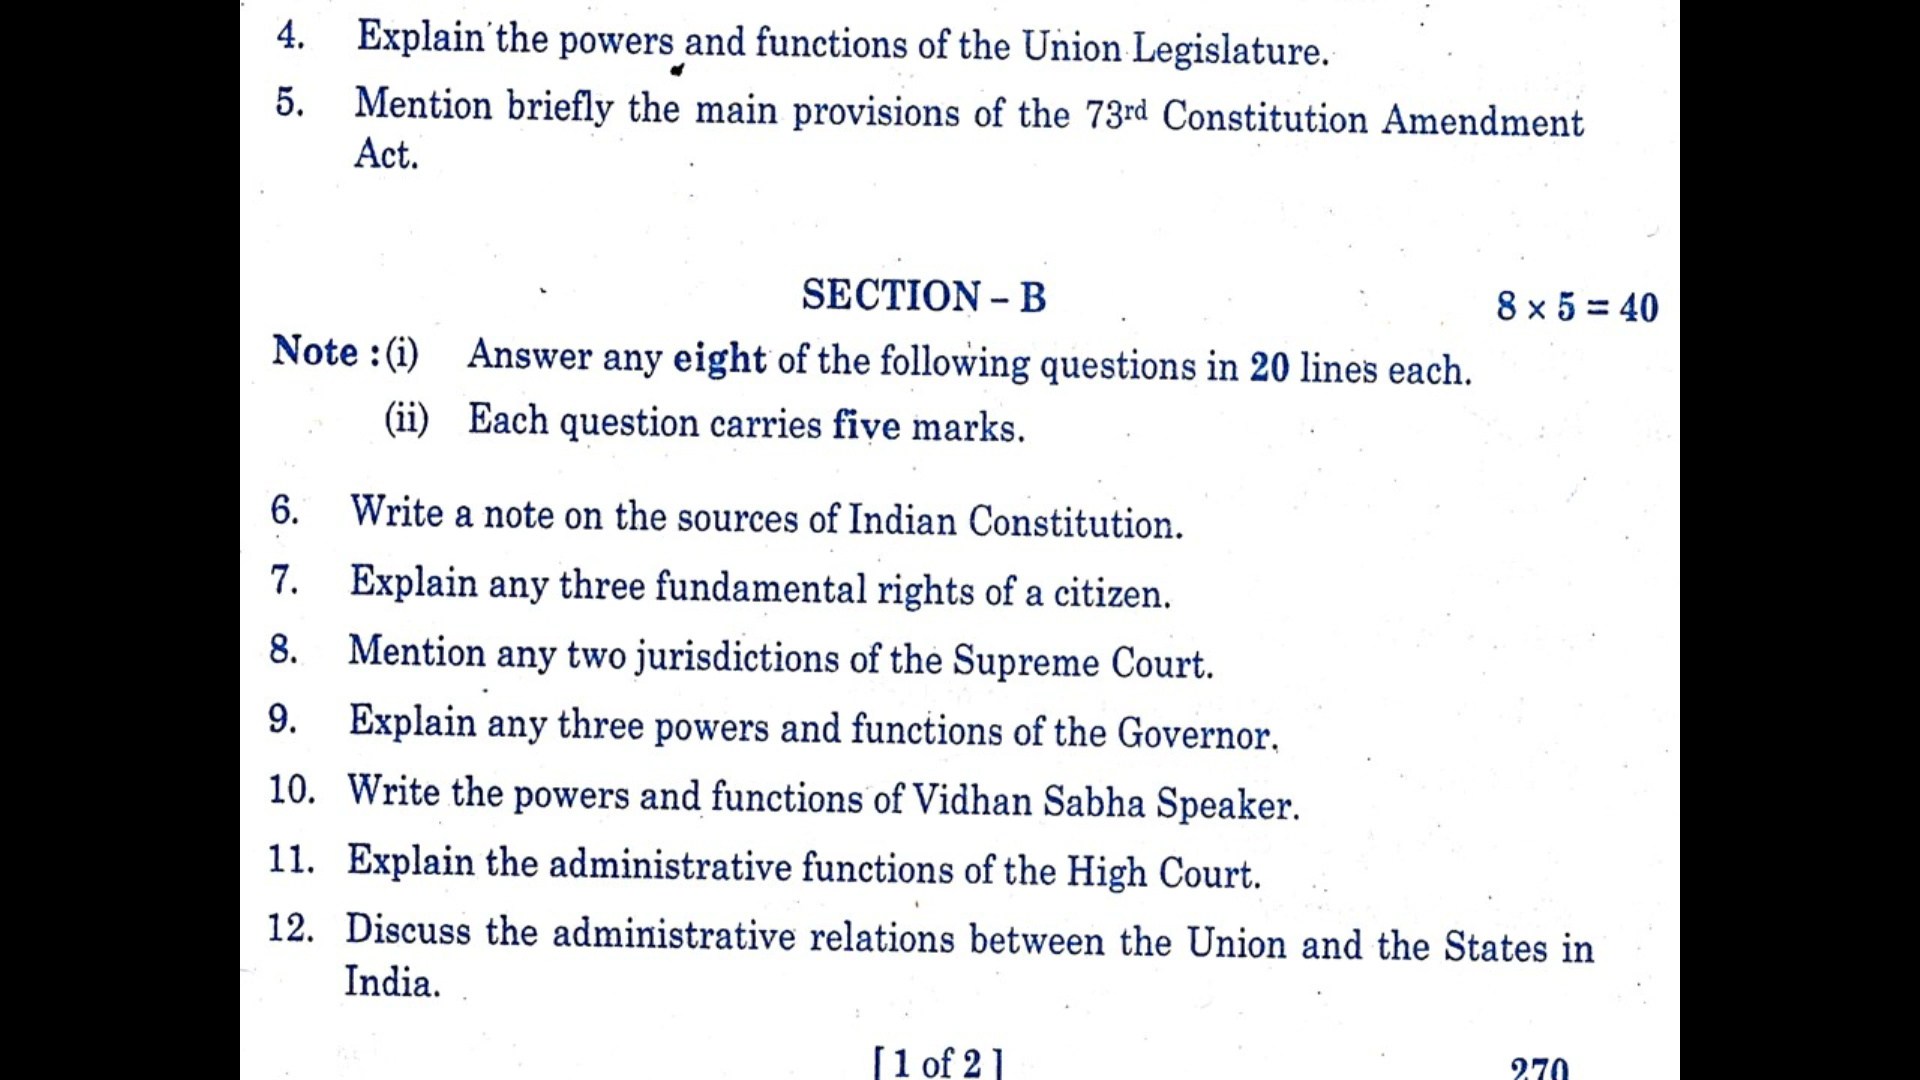 4. Explain the powers and functions of the Union Legislature.
5. Mention briefly the main provisions of the 73rd Constitution Amendment
Act.
SECTION – B
8 × 5 = 40
Note : (i) Answer any eight of the following questions in 20 lines each.
(ii) Each question carries five marks.
6. Write a note on the sources of Indian Constitution.
7. Explain any three fundamental rights of a citizen.
8. Mention any two jurisdictions of the Supreme Court.
9. Explain any three powers and functions of the Governor.
10. Write the powers and functions of Vidhan Sabha Speaker.
11. Explain the administrative functions of the High Court.
12. Discuss the administrative relations between the Union and the States in
India.
[ 1 of 2 ]
270